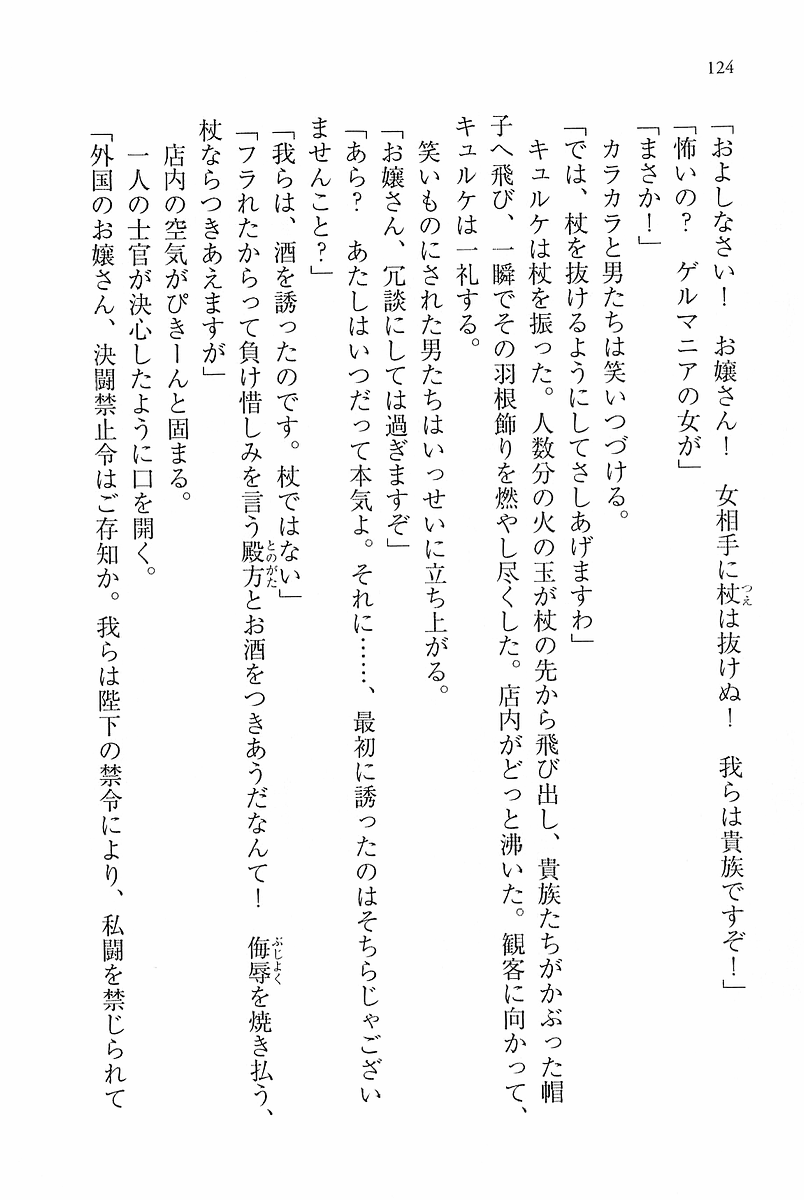 124
「およしなさい！　お嬢さん！　女相手に杖は抜けぬ！　我らは貴族ですぞ！」
「怖いの？　ゲルマニアの女が」
「まさか！」
　カラカラと男たちは笑いつづける。
「では、杖を抜けるようにしてさしあげますわ」
　キュルケは杖を振った。人数分の火の玉が杖の先から飛び出し、貴族たちがかぶった帽
子へ飛び、一瞬でその羽根飾りを燃やし尽くした。店内がどっと沸いた。観客に向かって、
キュルケは一礼する。
　笑いものにされた男たちはいっせいに立ち上がる。
「お嬢さん、冗談にしては過ぎますぞ」
「あら？　あたしはいつだって本気よ。それに……、最初に誘ったのはそちらじゃござい
ませんこと？」
「我らは、酒を誘ったのです。杖ではない」
「フラれたからって負け惜しみを言う殿方とお酒をつきあうだなんて！　侮辱を焼き払う、
杖ならつきあえますが」
　店内の空気がぴきーんと固まる。
　一人の士官が決心したように口を開く。
「外国のお嬢さん、決闘禁止令はご存知か。我らは陛下の禁令により、私闘を禁じられて